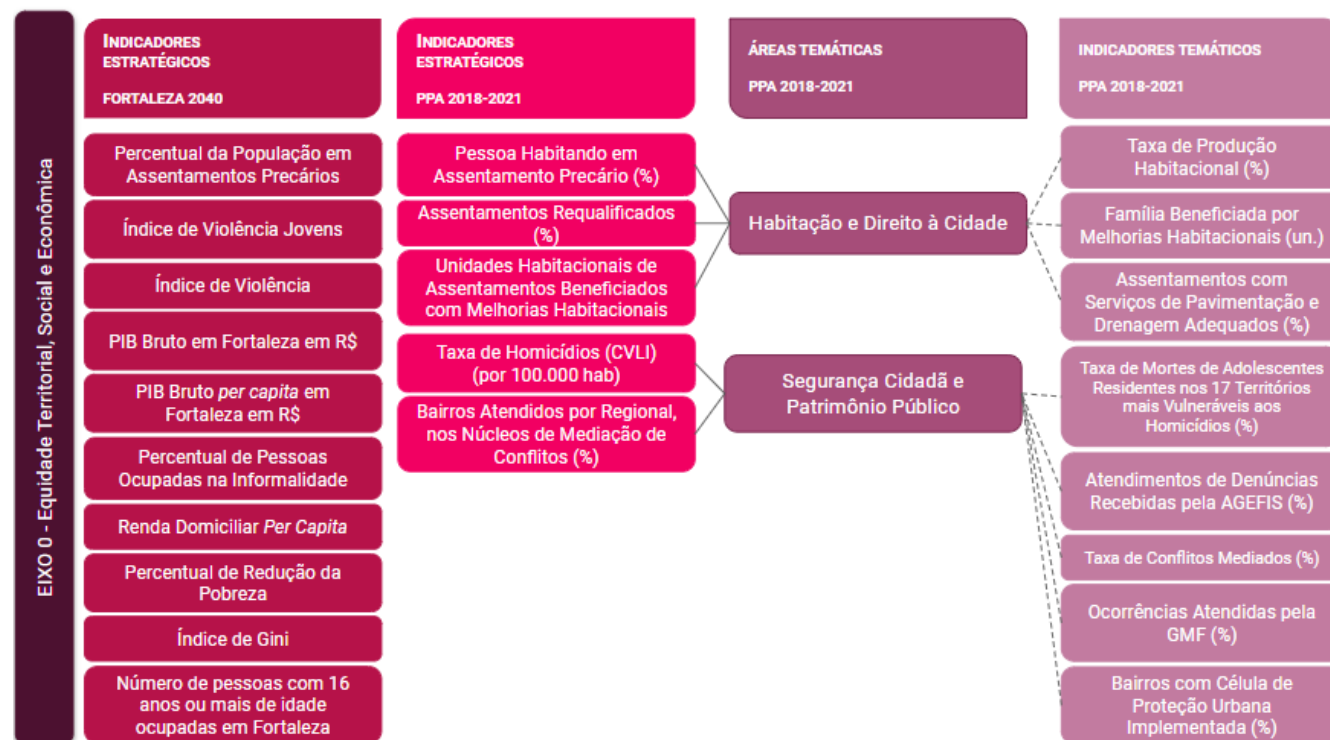 EIXO 0 - Equidade Territorial, Social e Econômica
INDICADORES
ESTRATÉGICOS
FORTALEZA 2040
Percentual da População em
Assentamentos Precários
Índice de Violência Jovens
Índice de Violência
PIB Bruto em Fortaleza em R$
PIB Bruto per capita em
Fortaleza em R$
Percentual de Pessoas
Ocupadas na Informalidade
Renda Domiciliar Per Capita
Percentual de Redução da
Pobreza
Índice de Gini
Número de pessoas com 16
anos ou mais de idade
ocupadas em Fortaleza
INDICADORES
ESTRATÉGICOS
PPA 2018-2021
Pessoa Habitando em
Assentamento Precário (%)
Assentamentos Requalificados
(%)
Unidades Habitacionais de
Assentamentos Beneficiados
com Melhorias Habitacionais
Taxa de Homicídios (CVLI)
(por 100.000 hab)
Bairros Atendidos por Regional,
nos Núcleos de Mediação de
Conflitos (%)
ÁREAS TEMÁTICAS
PPA 2018-2021
Habitação e Direito à Cidade
Segurança Cidadã e
Patrimônio Público
INDICADORES TEMÁTICOS
PPA 2018-2021
Taxa de Produção
Habitacional (%)
Família Beneficiada por
Melhorias Habitacionais (un.)
Assentamentos com
Serviços de Pavimentação e
Drenagem Adequados (%)
Taxa de Mortes de Adolescentes
Residentes nos 17 Territórios
mais Vulneráveis aos
Homicídios (%)
Atendimentos de Denúncias
Recebidas pela AGEFIS (%)
Taxa de Conflitos Mediados (%)
Ocorrências Atendidas pela
GMF (%)
Bairros com Célula de
Proteção Urbana
Implementada (%)